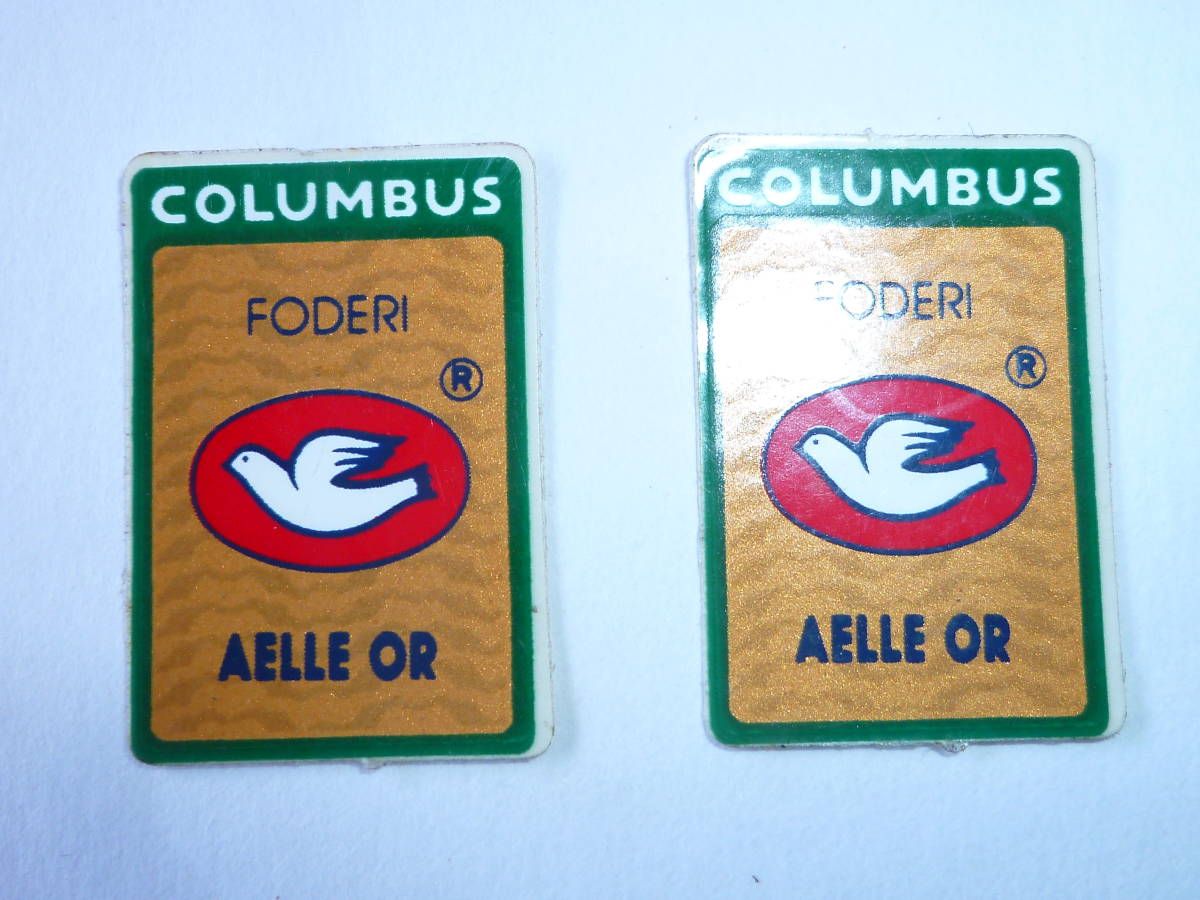 COLUMBUS
FODERI
®
AELLE OR
COLUMBUS
FODERI
®
AELLE OR